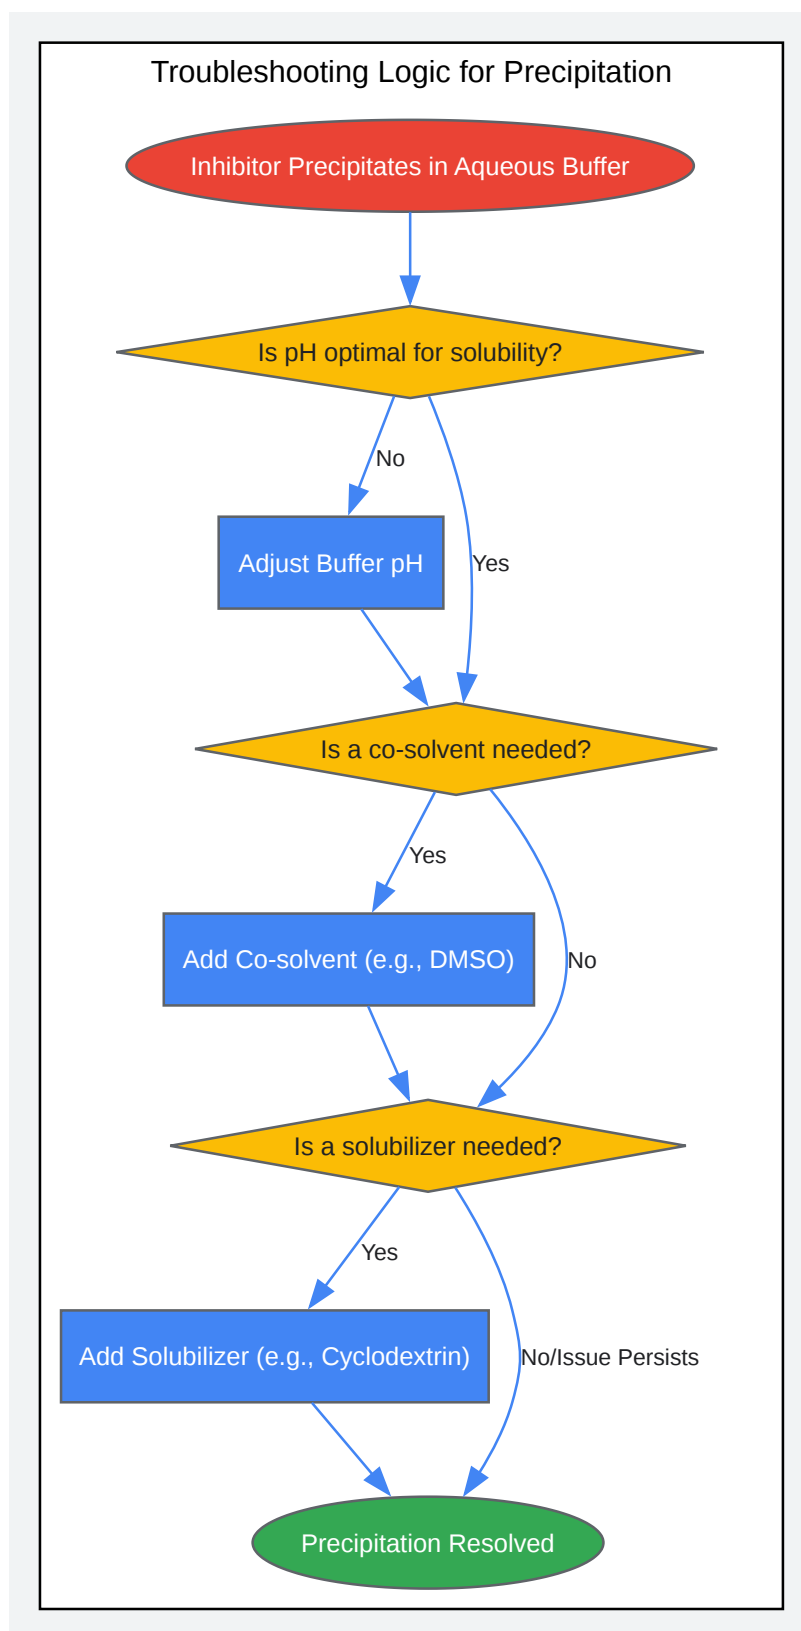 Troubleshooting Logic for Precipitation
Inhibitor Precipitates in Aqueous Buffer
Is pH optimal for solubility?
No
Adjust Buffer pH
Yes
Is a co-solvent needed?
Yes
Add Co-solvent (e.g., DMSO)
No
Is a solubilizer needed?
Yes
Add Solubilizer (e.g., Cyclodextrin)
No/Issue Persists
Precipitation Resolved